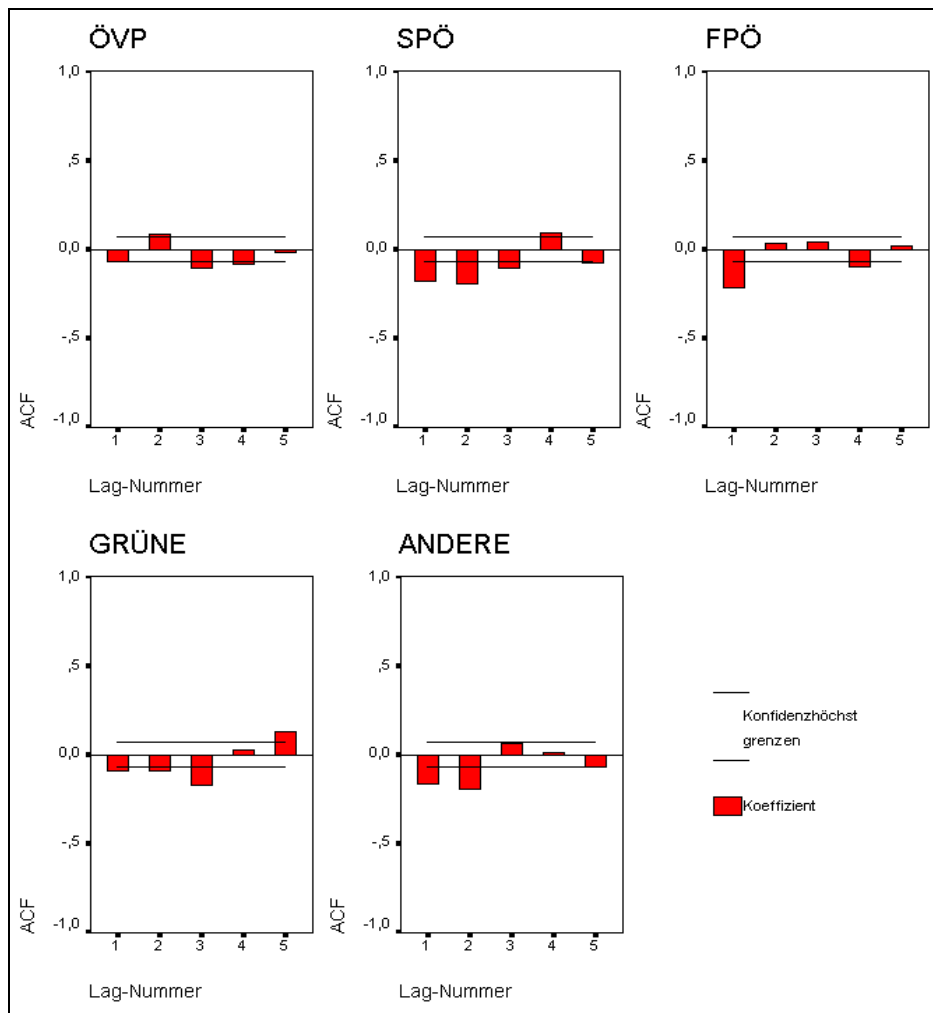 ÖVP
1,0
,5
0,0
-,5
-1,0
ACF
1 2 3 4 5
Lag-Nummer
SPÖ
1,0
,5
0,0
-,5
-1,0
ACF
1 2 3 4 5
Lag-Nummer
FPÖ
1,0
,5
0,0
-,5
-1,0
ACF
1 2 3 4 5
Lag-Nummer
GRÜNE
1,0
,5
0,0
-,5
-1,0
ACF
1 2 3 4 5
Lag-Nummer
ANDERE
1,0
,5
0,0
-,5
-1,0
ACF
1 2 3 4 5
Lag-Nummer
Konfidenzhöchst
grenzen
Koeffizient